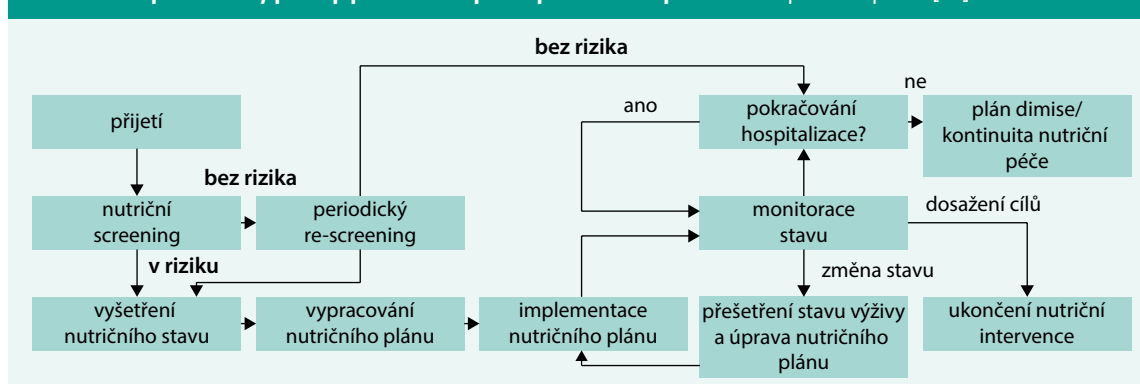 bez rizika
přijetí
ano
pokračování
hospitalizace?
ne
plán dimise/
kontinuita nutriční
péče
bez rizika
nutriční
screening
periodický
re-screening
monitorace
stavu
dosažení cílů
v riziku
změna stavu
vyšetření
nutričního stavu
vypracování
nutričního plánu
implementace
nutričního plánu
přešetření stavu výživy
a úprava nutričního
plánu
ukončení nutriční
intervence